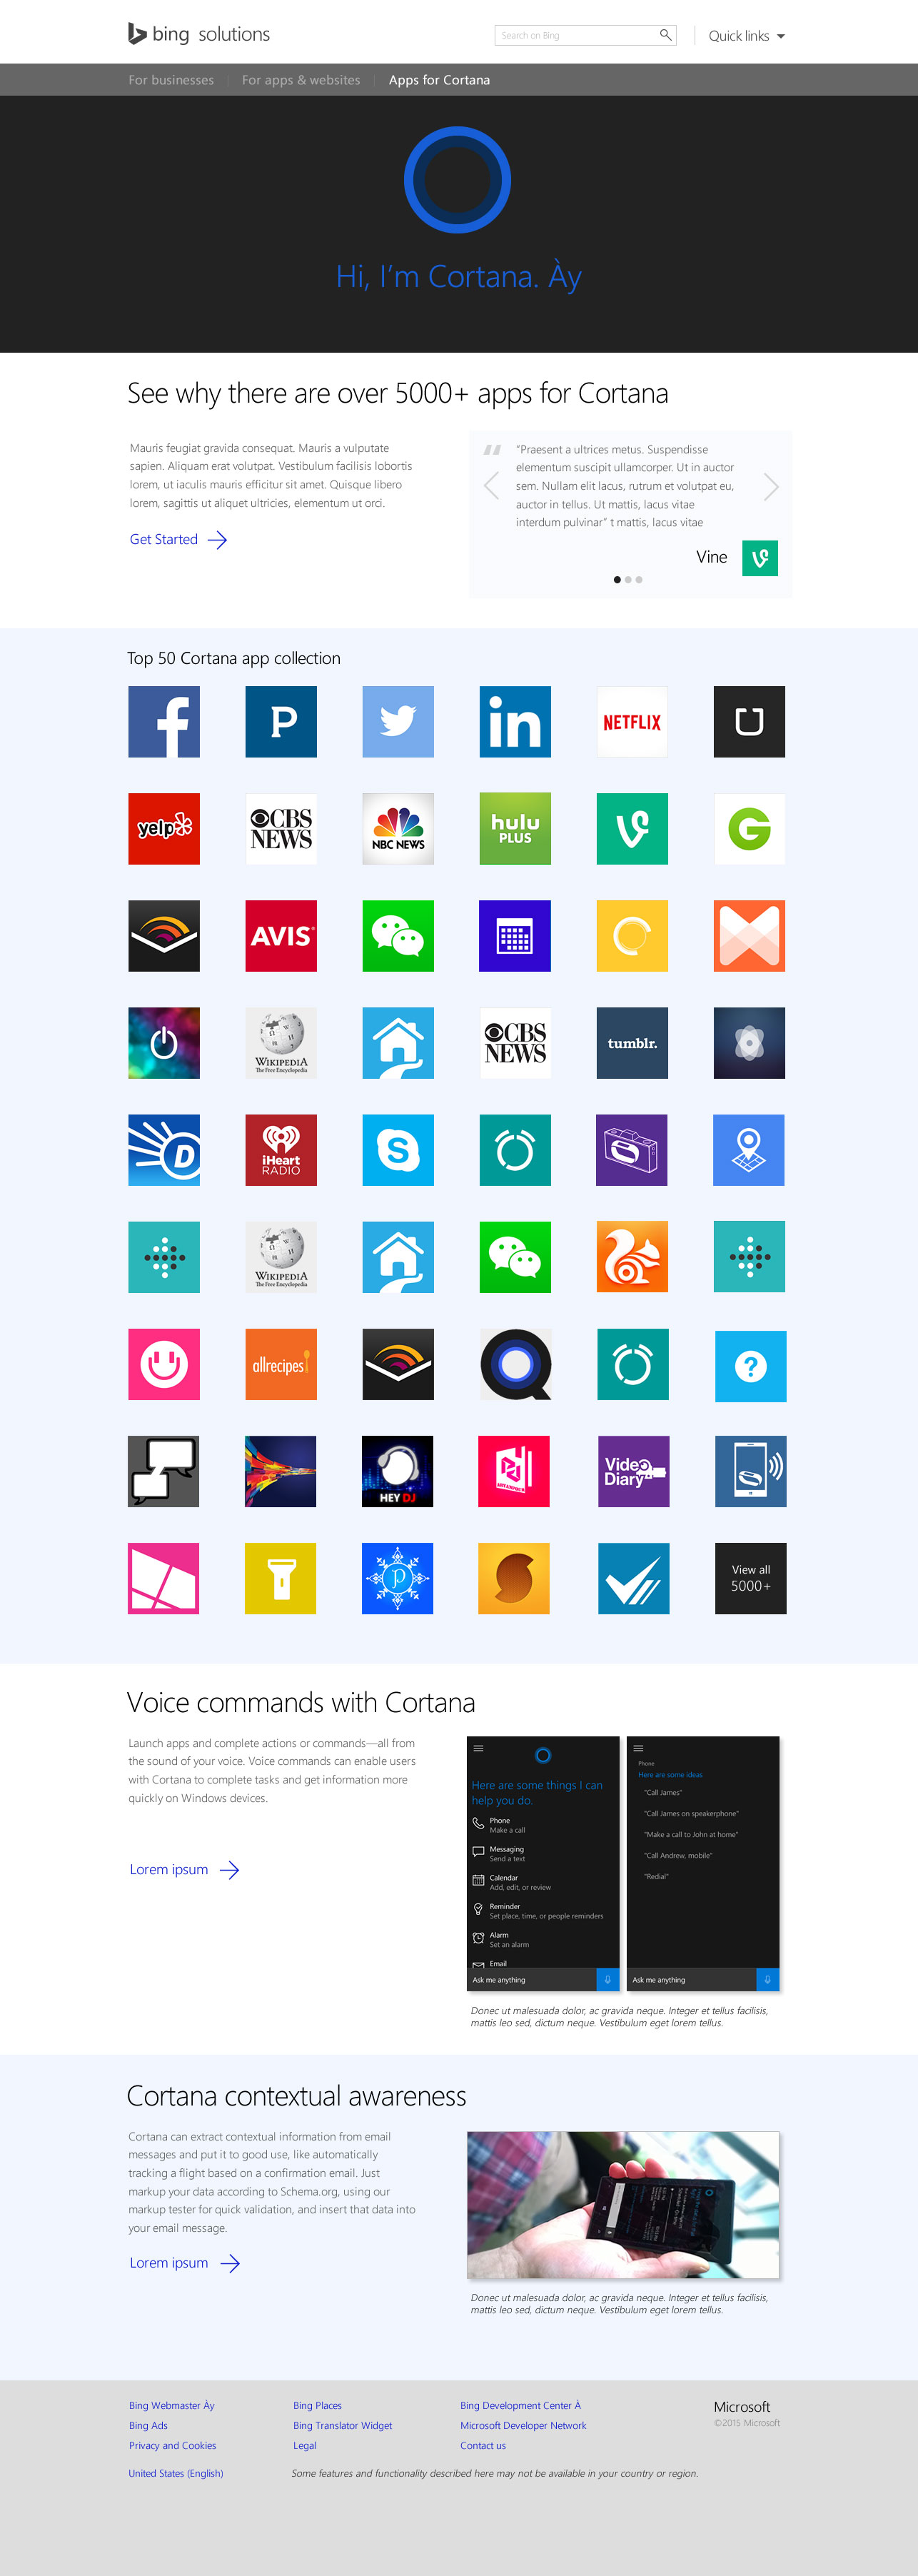 bing solutions
Search on Bing
Quick links
For businesses
For apps & websites
Apps for Cortana
Hi, I'm Cortana. Ày
See why there are over 5000+ apps for Cortana
Mauris feugiat gravida consequat. Mauris a vulputate
sapien. Aliquam erat volutpat. Vestibulum facilisis lobortis
lorem, ut iaculis mauris efficitur sit amet. Quisque libero
lorem, sagittis ut aliquet ultricies, elementum ut orci.
Get Started
"Praesent a ultrices metus. Suspendisse
elementum suscipit ullamcorper. Ut in auctor
sem. Nullam elit lacus, rutrum et volutpat eu,
auctor in tellus. Ut mattis, lacus vitae
interdum pulvinar" t mattis, lacus vitae
Vine
Top 50 Cortana app collection
f
P
in
NETFLIX
U
yelp
CBS
NEWS
NBC NEWS
hulu
PLUS
V
G
AVIS
WIKIPEDIA
The Free Encyclopedia
CBS
NEWS
tumblr.
D
iHeart
RADIO
S
WIKIPEDIA
The Free Encyclopedia
allrecipes
?
HEY DJ
Video
Diary
P
View all
5000+
Voice commands with Cortana
Launch apps and complete actions or commands—all from
the sound of your voice. Voice commands can enable users
with Cortana to complete tasks and get information more
quickly on Windows devices.
Lorem ipsum
Here are some things I can
help you do.
Phone
Make a call
Messaging
Send a text
Calendar
Add, edit, or review
Reminder
Set place, time, or people reminders
Alarm
Set an alarm
Email
Ask me anything
Phone
Here are some ideas
"Call James"
"Call James on speakerphone"
"Make a call to John at home"
"Call Andrew, mobile"
"Redial"
Ask me anything
Donec ut malesuada dolor, ac gravida neque. Integer et tellus facilisis,
mattis leo sed, dictum neque. Vestibulum eget lorem tellus.
Cortana contextual awareness
Cortana can extract contextual information from email
messages and put it to good use, like automatically
tracking a flight based on a confirmation email. Just
markup your data according to Schema.org, using our
markup tester for quick validation, and insert that data into
your email message.
Lorem ipsum
Donec ut malesuada dolor, ac gravida neque. Integer et tellus facilisis,
mattis leo sed, dictum neque. Vestibulum eget lorem tellus.
Bing Webmaster Ày
Bing Places
Bing Development Center À
Microsoft
Bing Ads
Bing Translator Widget
Microsoft Developer Network
©2015 Microsoft
Privacy and Cookies
Legal
Contact us
United States (English)
Some features and functionality described here may not be available in your country or region.